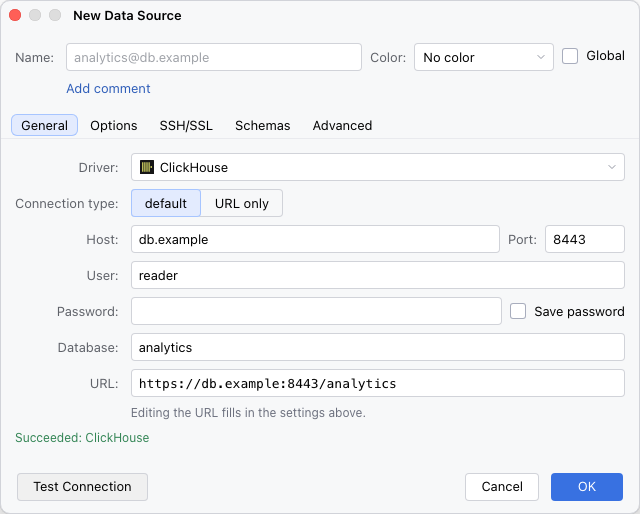 New Data Source
Name: analytics@db.example Color: No color Global
Add comment
General Options SSH/SSL Schemas Advanced
Driver: ClickHouse
Connection type: default URL only
Host: db.example Port: 8443
User: reader
Password: Save password
Database: analytics
URL: https://db.example:8443/analytics
Editing the URL fills in the settings above.
Succeeded: ClickHouse
Test Connection Cancel OK